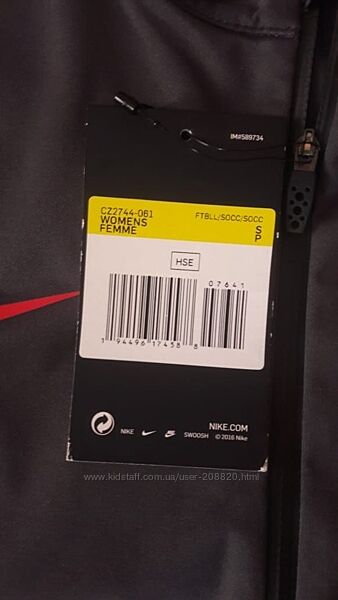 IM#589734
CZ2744-061
WOMENS
FEMME
FTBLL/SOCC/SOCC
S
P
HSE
07641
1 94496 17458 8
NIKE.COM
NIKE SWOOSH © 2016 Nike
www.kidstaff.com.ua/user-208820.html